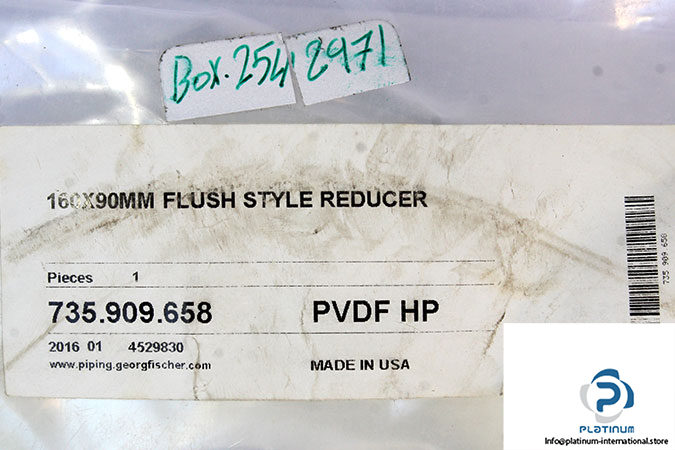 Box.254 2971
160X90MM FLUSH STYLE REDUCER
Pieces 1
735.909.658 PVDF HP
2016 01 4529830
www.piping.georgfischer.com MADE IN USA
735 909 658
PLATINUM
Info@platinum-international.store